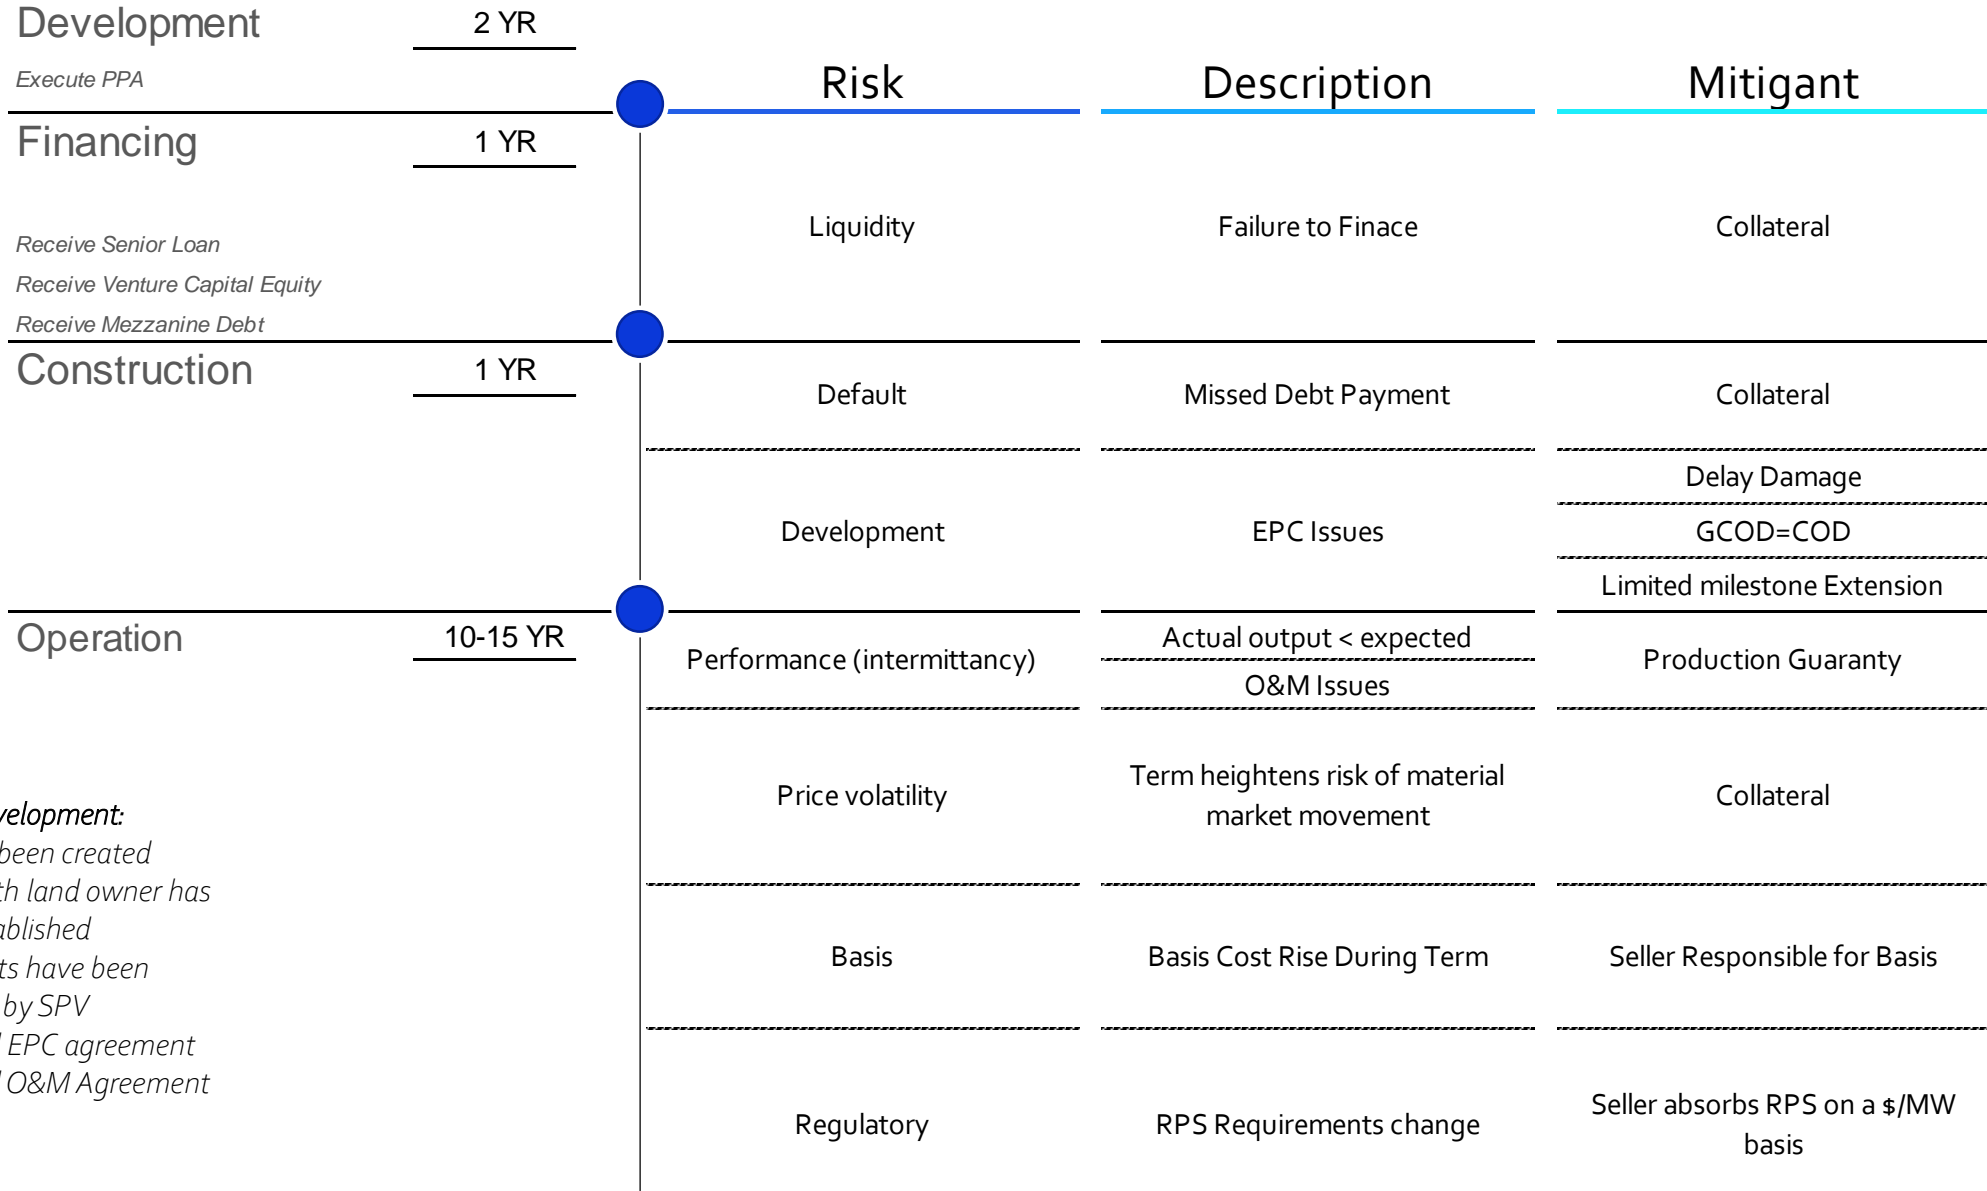 Development
2 YR
Execute PPA
Risk
Description
Mitigant
Financing
1 YR
Receive Senior Loan
Receive Venture Capital Equity
Receive Mezzanine Debt
Liquidity
Failure to Finace
Collateral
Construction
1 YR
Default
Missed Debt Payment
Collateral
Development
EPC Issues
Delay Damage
GCOD=COD
Limited milestone Extension
Operation
10-15 YR
Performance (intermittancy)
Actual output < expected
O&M Issues
Production Guaranty
Price volatility
Term heightens risk of material
market movement
Collateral
Basis
Basis Cost Rise During Term
Seller Responsible for Basis
Regulatory
RPS Requirements change
Seller absorbs RPS on a $/MW
basis
been created
land owner has
have been
by SPV
EPC agreement
O&M Agreement